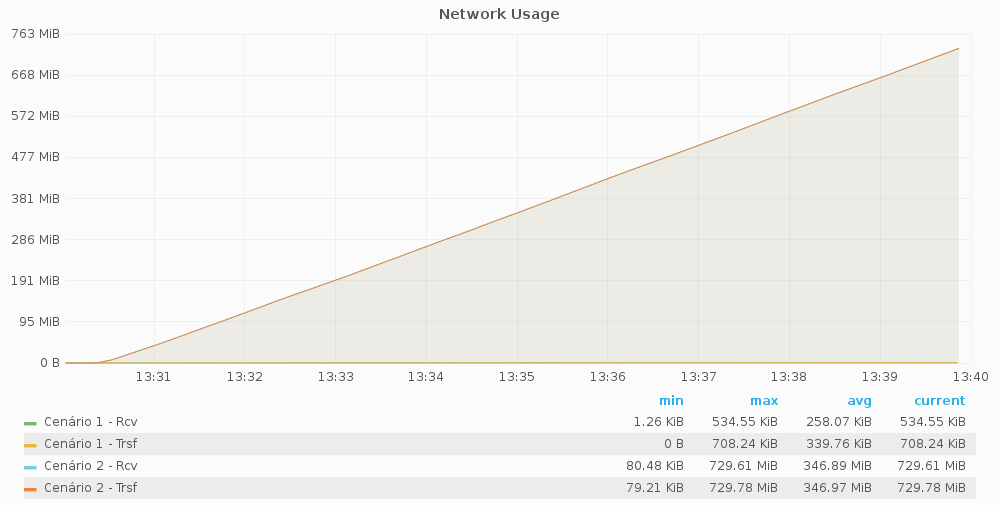 Network Usage
763 MiB
668 MiB
572 MiB
477 MiB
381 MiB
286 MiB
191 MiB
95 MiB
0 B
13:31 13:32 13:33 13:34 13:35 13:36 13:37 13:38 13:39 13:40
min max avg current
Cenário 1 - Rcv 1.26 KiB 534.55 KiB 258.07 KiB 534.55 KiB
Cenário 1 - Trsf 0 B 708.24 KiB 339.76 KiB 708.24 KiB
Cenário 2 - Rcv 80.48 KiB 729.61 MiB 346.89 MiB 729.61 MiB
Cenário 2 - Trsf 79.21 KiB 729.78 MiB 346.97 MiB 729.78 MiB